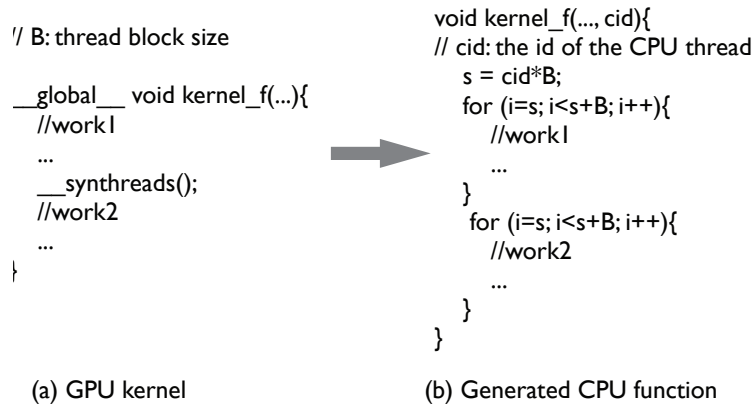 // B: thread block size
__global__ void kernel_f(...){
//work1
...
__synthreads();
//work2
...
}
(a) GPU kernel
void kernel_f(..., cid){
// cid: the id of the CPU thread
s = cid*B;
for (i=s; i<s+B; i++){
//work1
...
}
for (i=s; i<s+B; i++){
//work2
...
}
}
(b) Generated CPU function